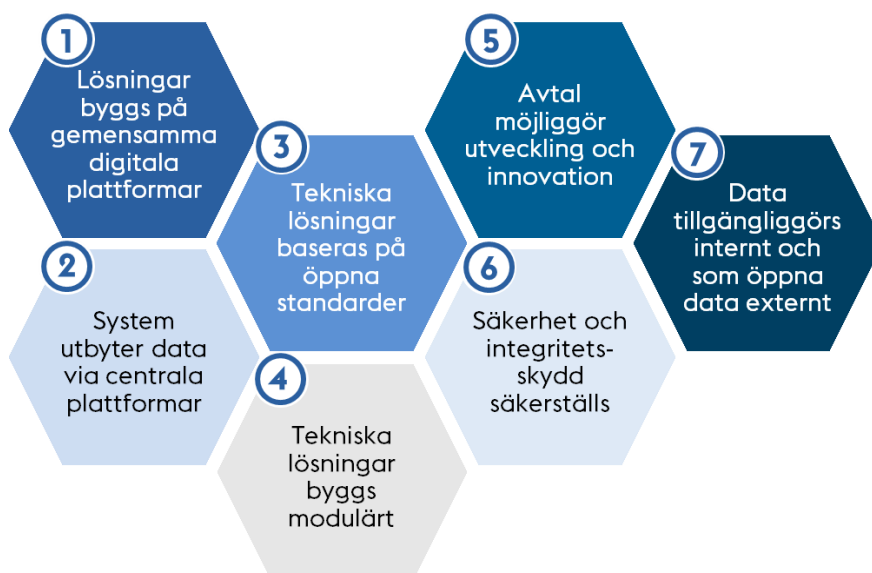 1
Lösningar
byggs på
gemensamma
digitala
plattformar
2
System
utbyter data
via centrala
plattformar
3
Tekniska
lösningar
baseras på
öppna
standarder
4
Tekniska
lösningar
byggs
modulärt
5
Avtal
möjliggör
utveckling och
innovation
6
Säkerhet och
integritets-
skydd
säkerställs
7
Data
tillgängliggörs
internt och
som öppna
data externt